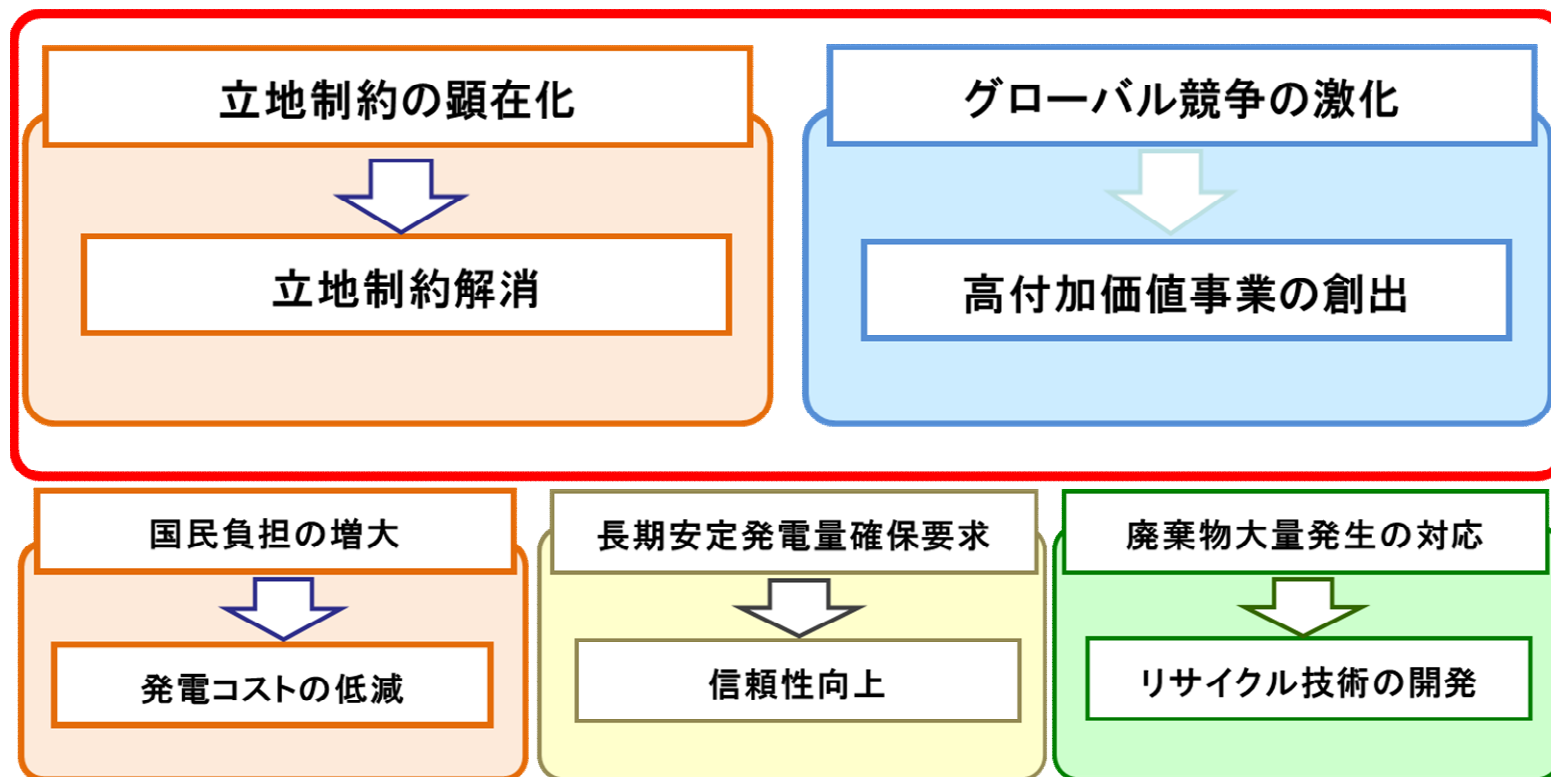 立地制約の顕在化
グローバル競争の激化
立地制約解消
高付加価値事業の創出
国民負担の増大
長期安定発電量確保要求
廃棄物大量発生の対応
発電コストの低減
信頼性向上
リサイクル技術の開発